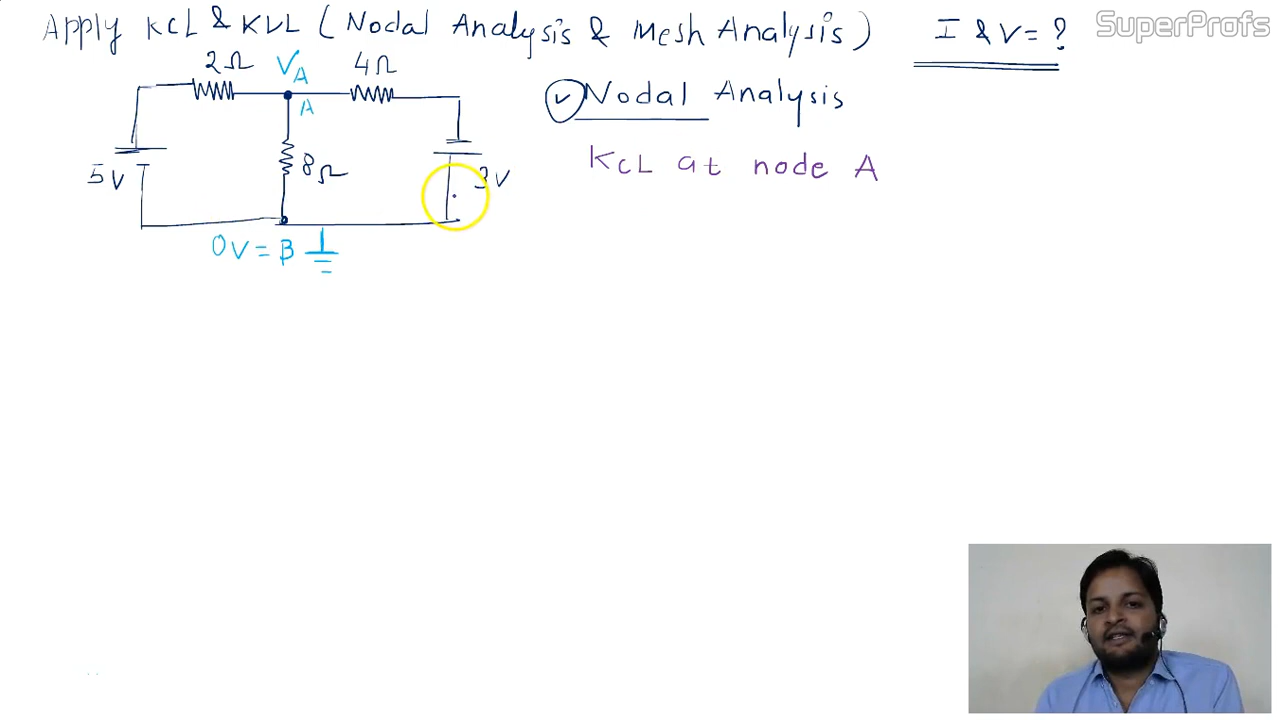 Apply KCL & KVL (Nodal Analysis & Mesh Analysis) I & V = ?
SuperProfs
2Ω VA 4Ω
A
Nodal Analysis
KCL at node A
5V 8Ω 3V
0V = B